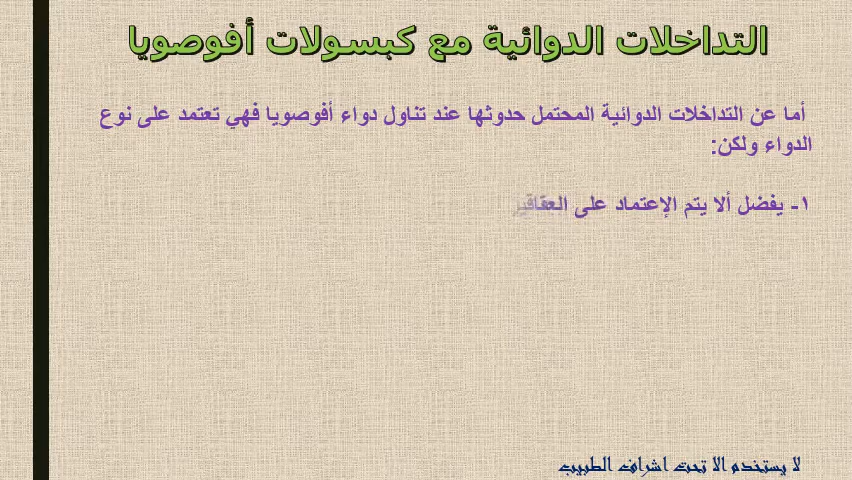 التداخلات الدوائية مع كبسولات أفوصويا
أما عن التداخلات الدوائية المحتمل حدوثها عند تناول دواء أفوصويا فهي تعتمد على نوع
الدواء ولكن:
١- يفضل ألا يتم الإعتماد على العقاقير
لا يستخدم الا تحت اشراف الطبيب